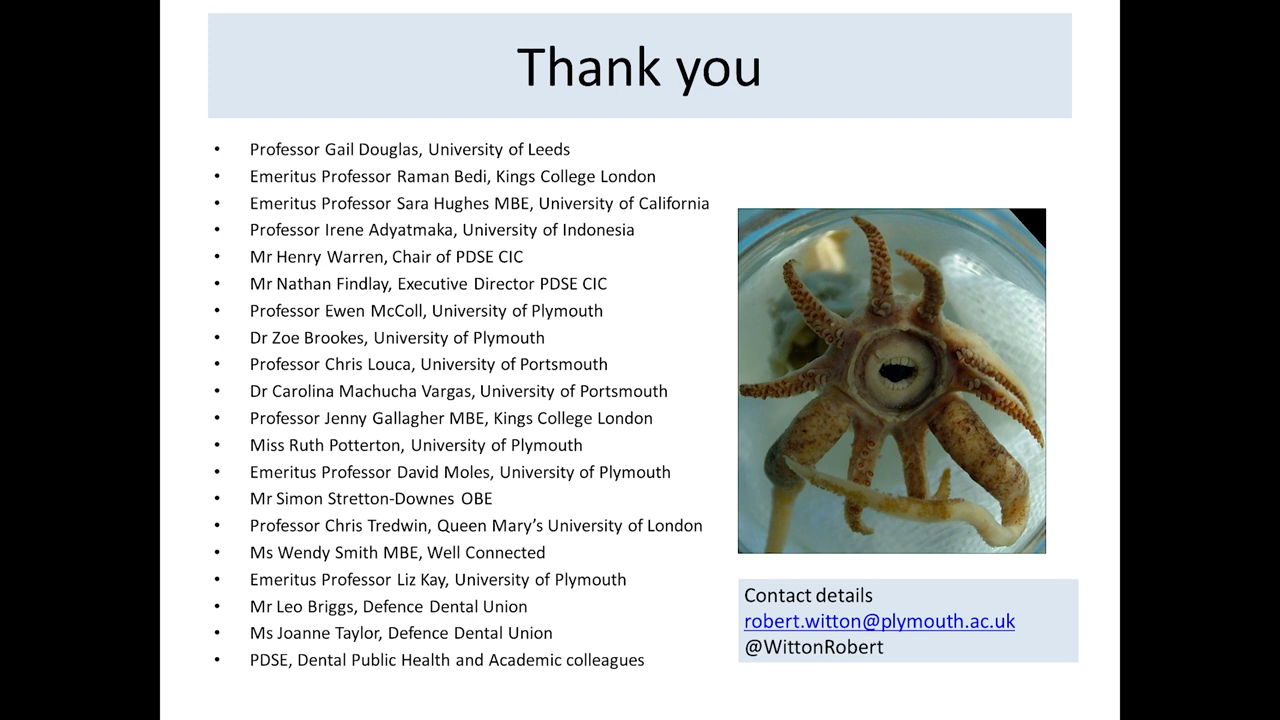 Thank you
• Professor Gail Douglas, University of Leeds
• Emeritus Professor Raman Bedi, Kings College London
• Emeritus Professor Sara Hughes MBE, University of California
• Professor Irene Adyatmaka, University of Indonesia
• Mr Henry Warren, Chair of PDSE CIC
• Mr Nathan Findlay, Executive Director PDSE CIC
• Professor Ewen McColl, University of Plymouth
• Dr Zoe Brookes, University of Plymouth
• Professor Chris Louca, University of Portsmouth
• Dr Carolina Machucha Vargas, University of Portsmouth
• Professor Jenny Gallagher MBE, Kings College London
• Miss Ruth Potterton, University of Plymouth
• Emeritus Professor David Moles, University of Plymouth
• Mr Simon Stretton-Downes OBE
• Professor Chris Tredwin, Queen Mary’s University of London
• Ms Wendy Smith MBE, Well Connected
• Emeritus Professor Liz Kay, University of Plymouth
• Mr Leo Briggs, Defence Dental Union
• Ms Joanne Taylor, Defence Dental Union
• PDSE, Dental Public Health and Academic colleagues
Contact details
robert.witton@plymouth.ac.uk
@WittonRobert